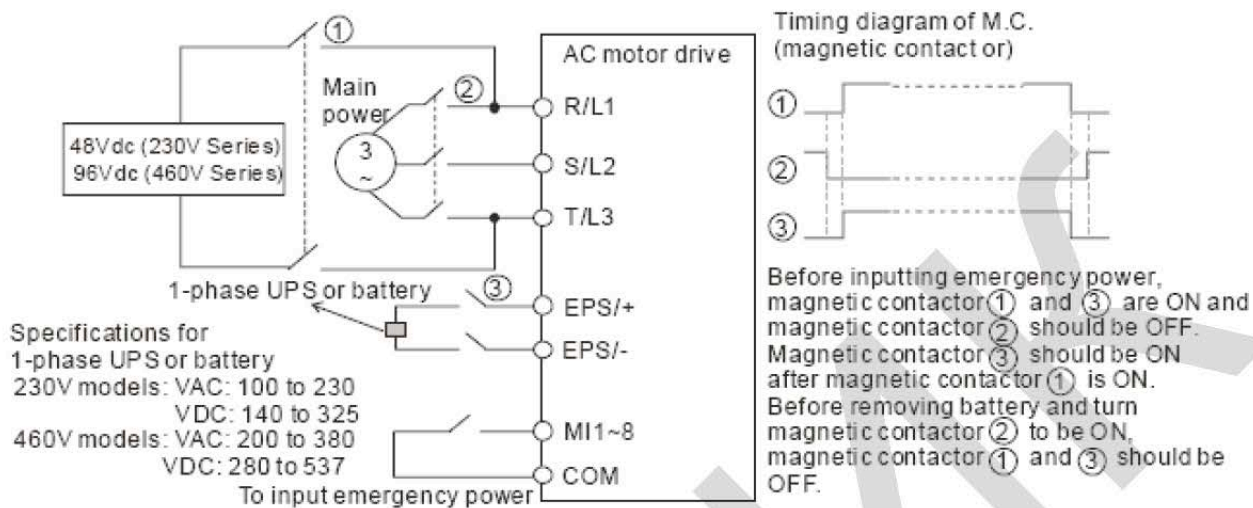 ①
48Vdc (230V Series)
96Vdc (460V Series)
Main
power
②
3
~
AC motor drive
R/L1
S/L2
T/L3
1-phase UPS or battery
③
EPS/+
EPS/-
Specifications for
1-phase UPS or battery
230V models: VAC: 100 to 230
VDC: 140 to 325
460V models: VAC: 200 to 380
VDC: 280 to 537
MI1~8
COM
To input emergency power
Timing diagram of M.C.
(magnetic contact or)
①
②
③
Before inputting emergency power,
magnetic contactor ① and ③ are ON and
magnetic contactor ② should be OFF.
Magnetic contactor ③ should be ON
after magnetic contactor ① is ON.
Before removing battery and turn
magnetic contactor ② to be ON,
magnetic contactor ① and ③ should be
OFF.